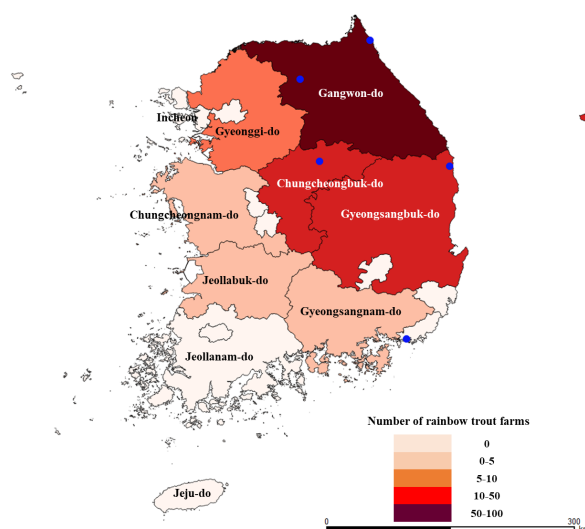 Gangwon-do
Incheon
Gyeonggi-do
Chungcheongbuk-do
Chungcheongnam-do
Gyeongsangbuk-do
Jeollabuk-do
Gyeongsangnam-do
Jeollanam-do
Jeju-do
Number of rainbow trout farms
0
0-5
5-10
10-50
50-100
0 300